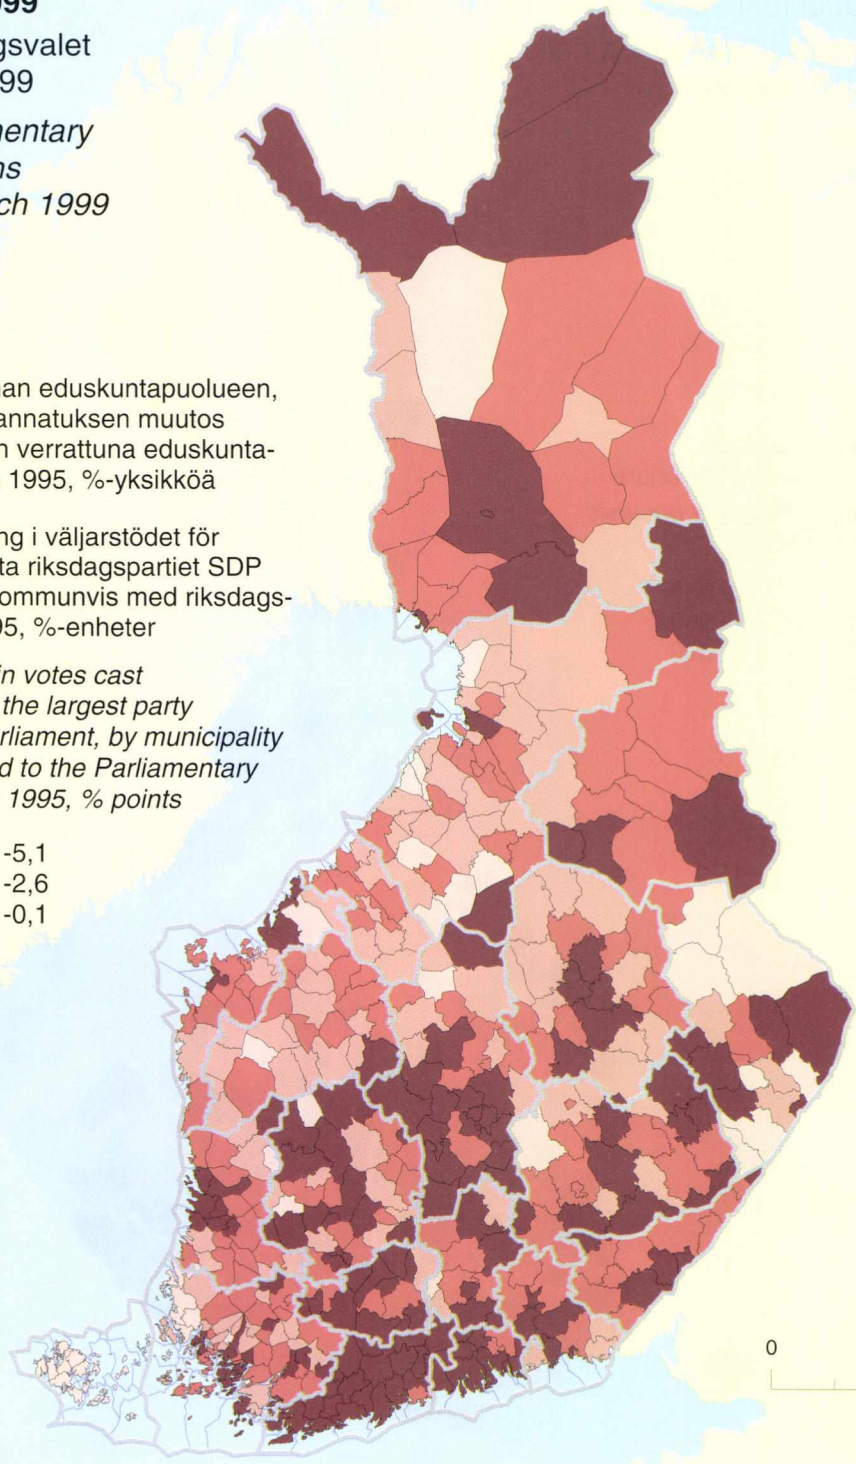 99
gsvalet
99
mentary
ns
ch 1999
an eduskuntapuolueen,
annatuksen muutos
n verrattuna eduskunta-
1995, %-yksikköä
ng i väljarstödet för
ta riksdagspartiet SDP
ommunvis med riksdags-
95, %-enheter
in votes cast
the largest party
rliament, by municipality
d to the Parliamentary
1995, % points
-5,1
-2,6
-0,1
0